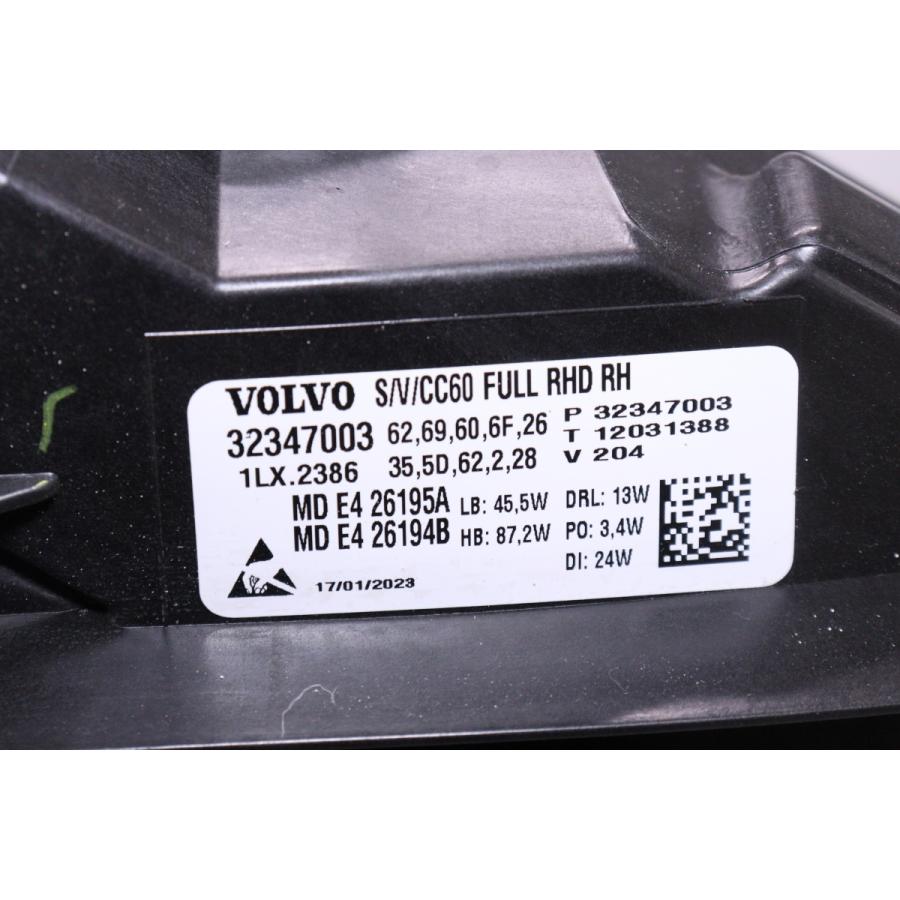 VOLVO S/V/CC60 FULL RHD RH
32347003 62,69,60,6F,26 P 32347003
1LX.2386 35,5D,62,2,28 T 12031388
V 204
MD E4 26195A LB: 45,5W DRL: 13W
MD E4 26194B HB: 87,2W PO: 3,4W
DI: 24W
17/01/2023